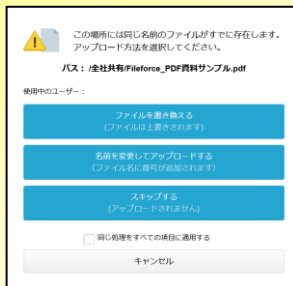 この場所には同じ名前のファイルがすでに存在します。
アップロード方法を選択してください。
パス： /全社共有/Fileforce_PDF資料サンプル.pdf
使用中のユーザー：
ファイルを置き換える
(ファイルは上書きされます)
名前を変更してアップロードする
(ファイル名に番号が追加されます)
スキップする
(アップロードされません)
同じ処理をすべての項目に適用する
キャンセル